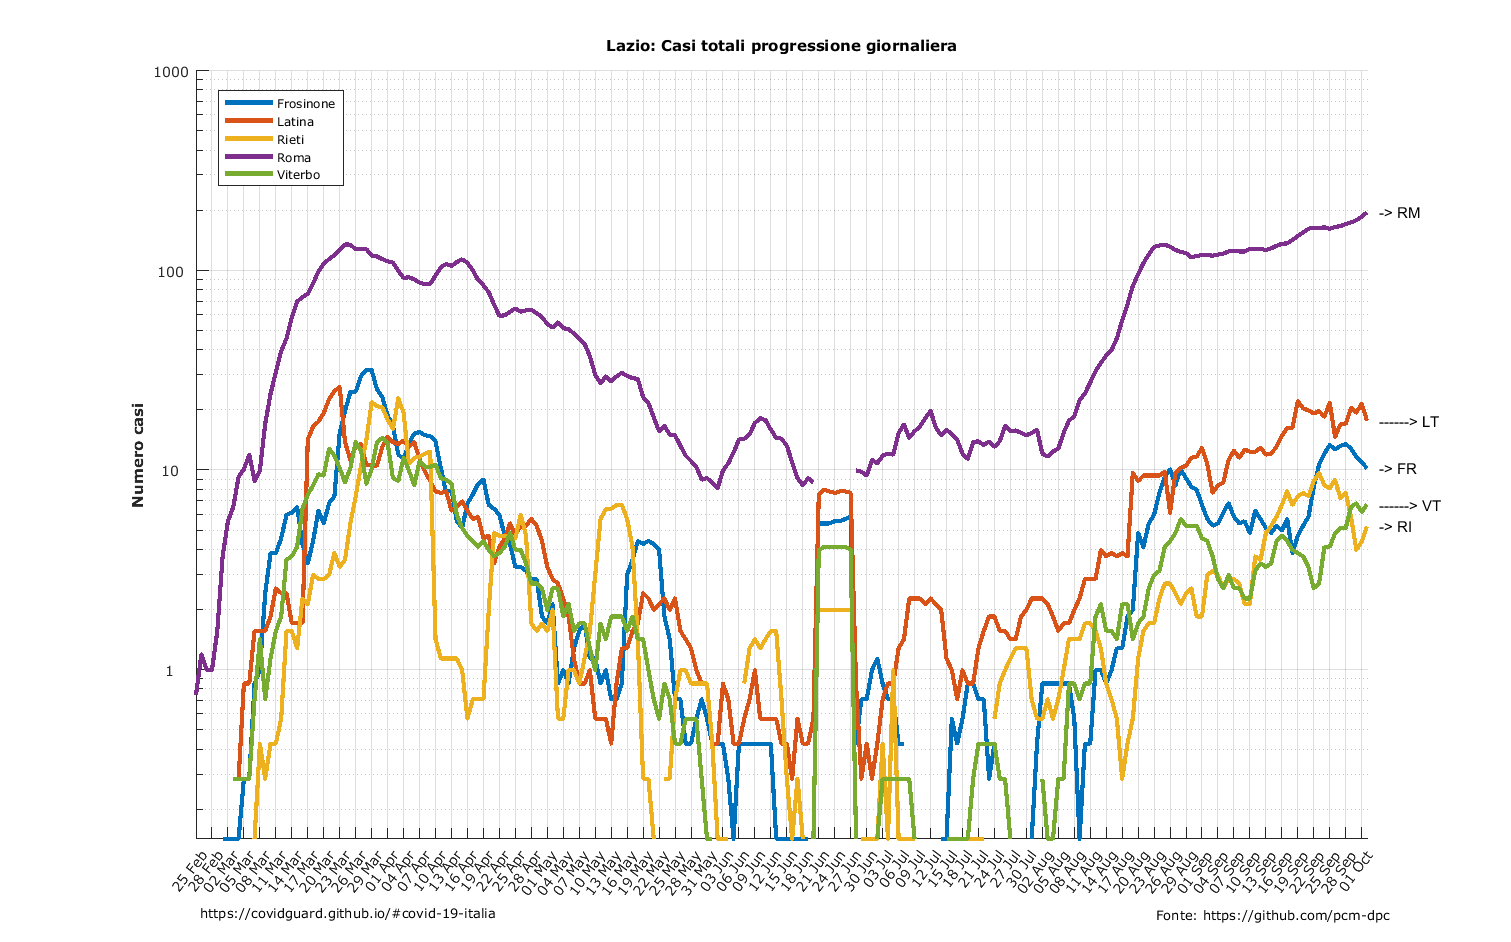 Lazio: Casi totali progressione giornaliera
1000
100
10
1
Numero casi
Frosinone
Latina
Rieti
Roma
Viterbo
-> RM
------> LT
-> FR
------> VT
-> RI
25 Feb
28 Feb
02 Mar
05 Mar
08 Mar
11 Mar
14 Mar
17 Mar
20 Mar
23 Mar
26 Mar
29 Mar
01 Apr
04 Apr
07 Apr
10 Apr
13 Apr
16 Apr
19 Apr
22 Apr
25 Apr
28 Apr
01 May
04 May
07 May
10 May
13 May
16 May
19 May
22 May
25 May
28 May
31 May
03 Jun
06 Jun
09 Jun
12 Jun
15 Jun
18 Jun
21 Jun
24 Jun
27 Jun
30 Jun
03 Jul
06 Jul
09 Jul
12 Jul
15 Jul
18 Jul
21 Jul
24 Jul
27 Jul
30 Jul
02 Aug
05 Aug
08 Aug
11 Aug
14 Aug
17 Aug
20 Aug
23 Aug
26 Aug
29 Aug
01 Sep
04 Sep
07 Sep
10 Sep
13 Sep
16 Sep
19 Sep
22 Sep
25 Sep
28 Sep
01 Oct
https://covidguard.github.io/#covid-19-italia
Fonte: https://github.com/pcm-dpc